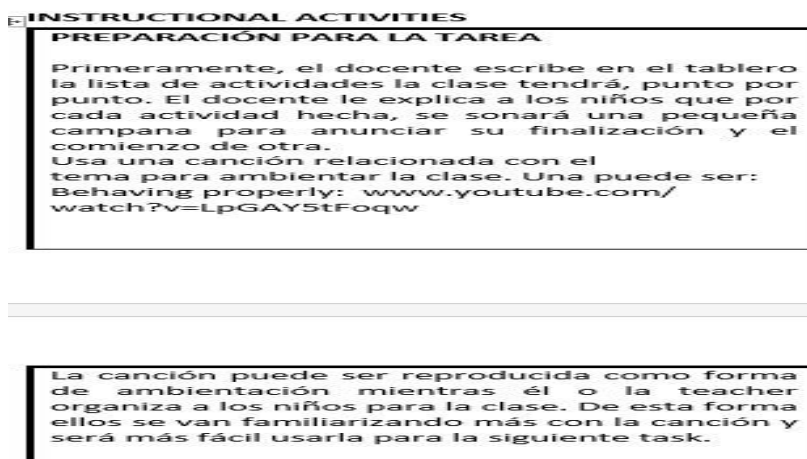 INSTRUCTIONAL ACTIVITIES
PREPARACIÓN PARA LA TAREA
Primeramente, el docente escribe en el tablero
la lista de actividades la clase tendrá, punto por
punto. El docente le explica a los niños que por
cada actividad hecha, se sonará una pequeña
campana para anunciar su finalización y el
comienzo de otra.
Usa una canción relacionada con el
tema para ambientar la clase. Una puede ser:
Behaving properly: www.youtube.com/
watch?v=LpGAY5tFoqw
La canción puede ser reproducida como forma
de ambientación mientras él o la teacher
organiza a los niños para la clase. De esta forma
ellos se van familiarizando más con la canción y
será más fácil usarla para la siguiente task.